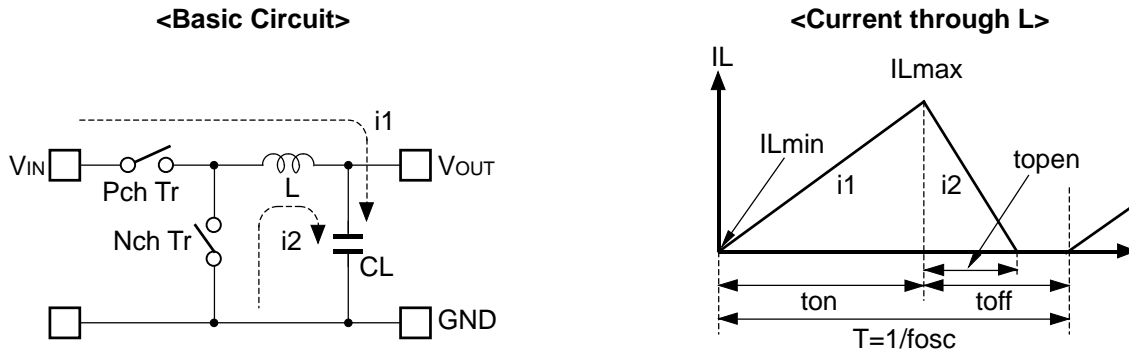 <Basic Circuit>
i1
VIN
Pch Tr
L
VOUT
Nch Tr
i2
CL
GND
<Current through L>
IL
ILmax
ILmin
topen
i1
i2
ton
toff
T=1/fosc